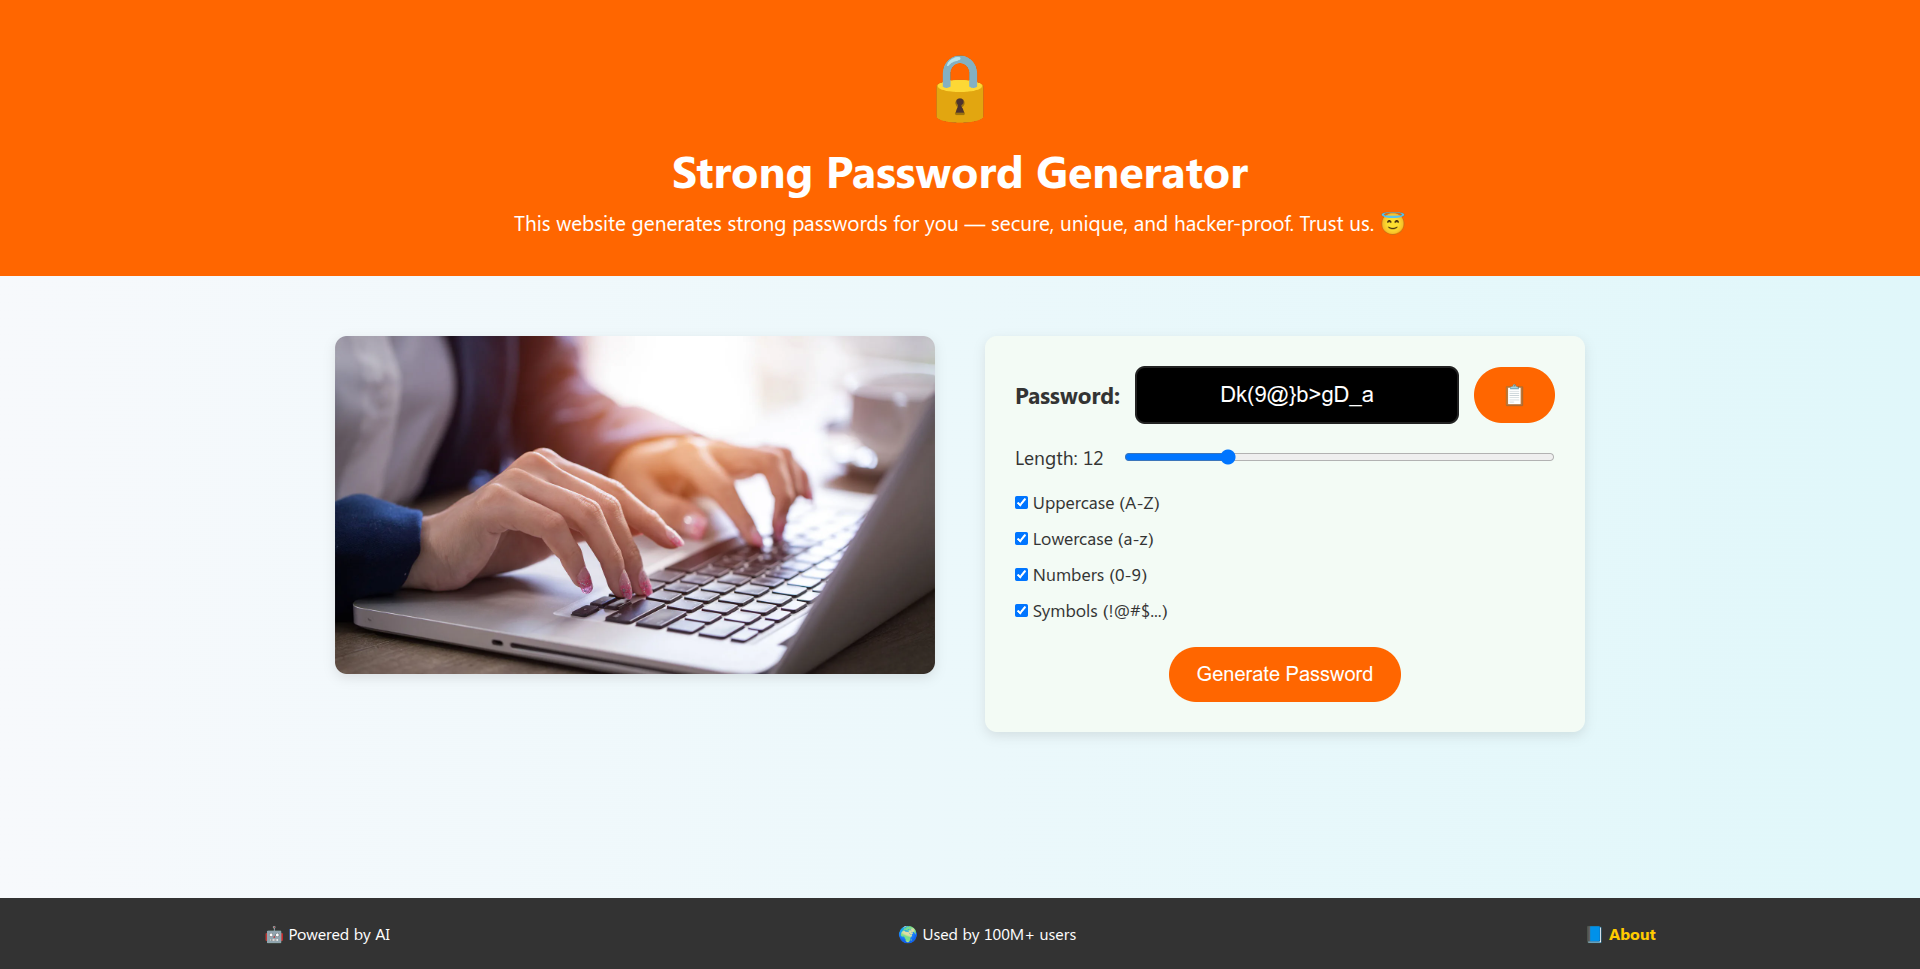 Strong Password Generator
This website generates strong passwords for you — secure, unique, and hacker-proof. Trust us. 😇
Password: Dk(9@}b>gD_a 📋
Length: 12
Uppercase (A-Z)
Lowercase (a-z)
Numbers (0-9)
Symbols (!@#$...)
Generate Password
🤖 Powered by AI
🌍 Used by 100M+ users
📘 About